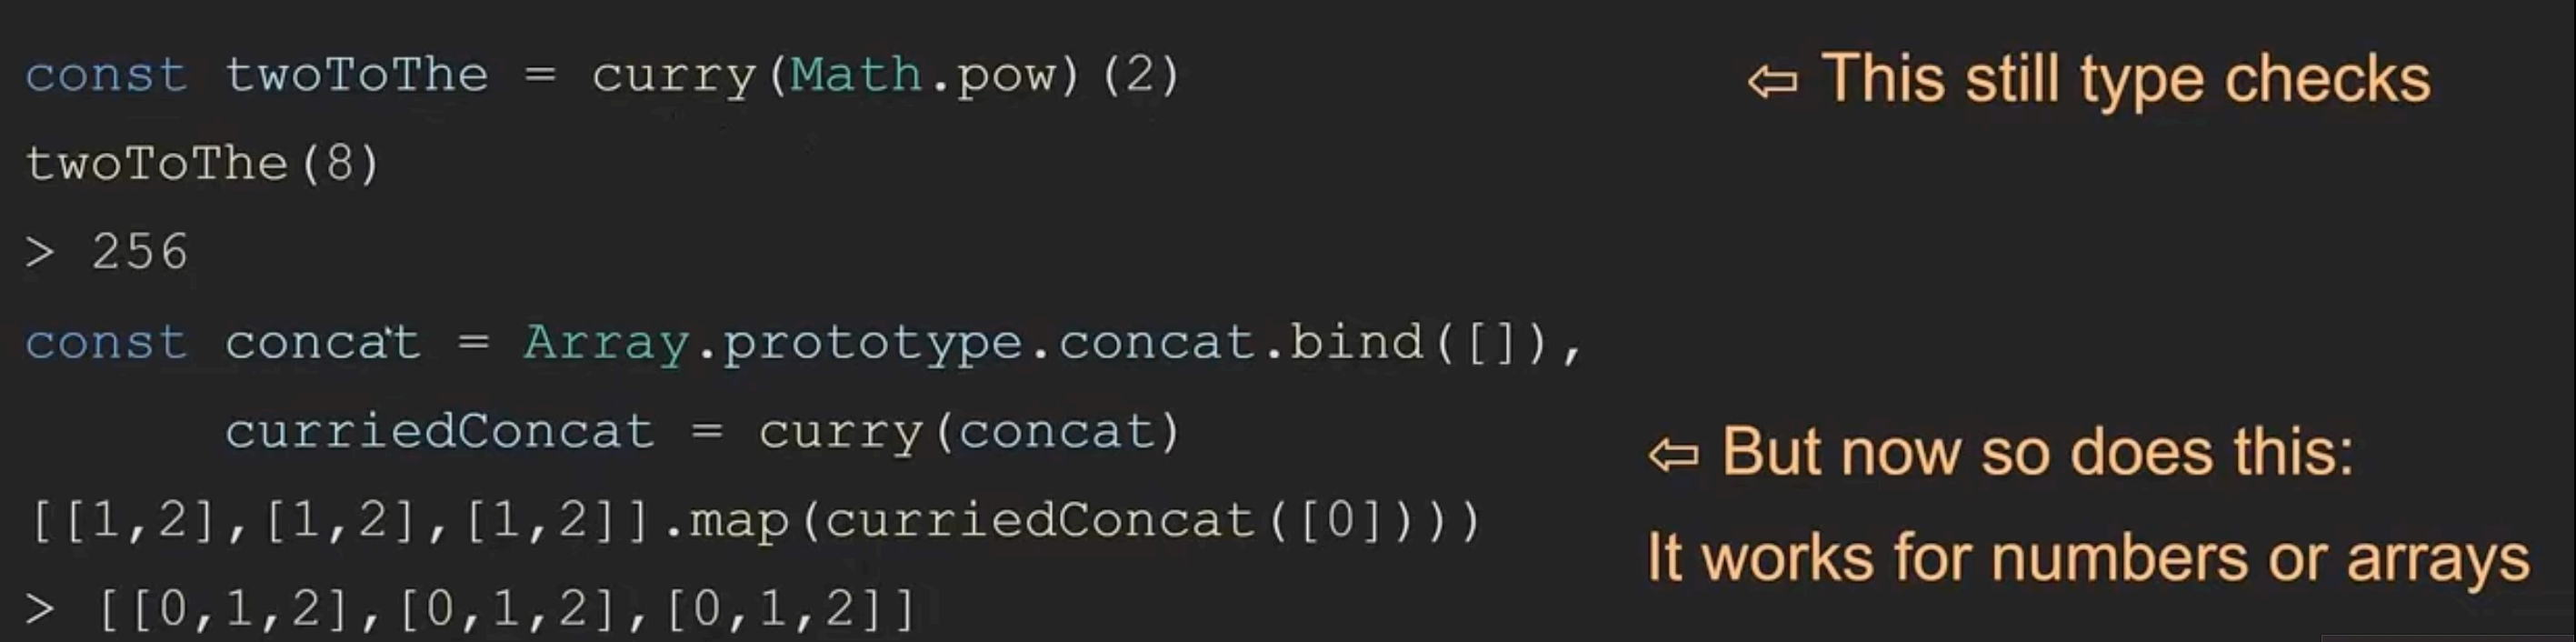 const twoToThe = curry(Math.pow)(2)
⇦ This still type checks
twoToThe(8)
> 256
const concat = Array.prototype.concat.bind([]),
curriedConcat = curry(concat)
⇦ But now so does this:
[[1,2],[1,2],[1,2]].map(curriedConcat([0])))
It works for numbers or arrays
> [[0,1,2],[0,1,2],[0,1,2]]